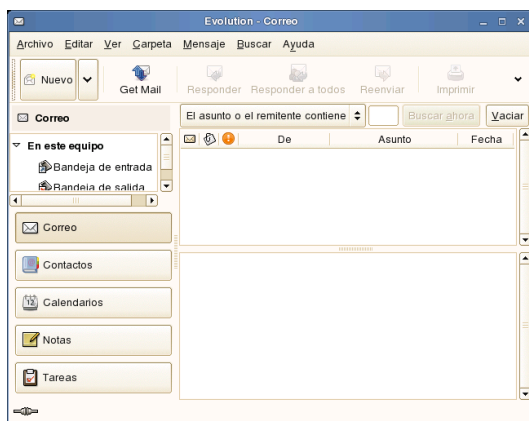 Evolution - Correo
Archivo Editar Ver Carpeta Mensaje Buscar Ayuda
Nuevo Get Mail Responder Responder a todos Reenviar Imprimir
Correo
El asunto o el remitente contiene Buscar ahora Vaciar
En este equipo
De Asunto Fecha
Bandeja de entrada
Bandeja de salida
Correo
Contactos
12 Calendarios
Notas
Tareas